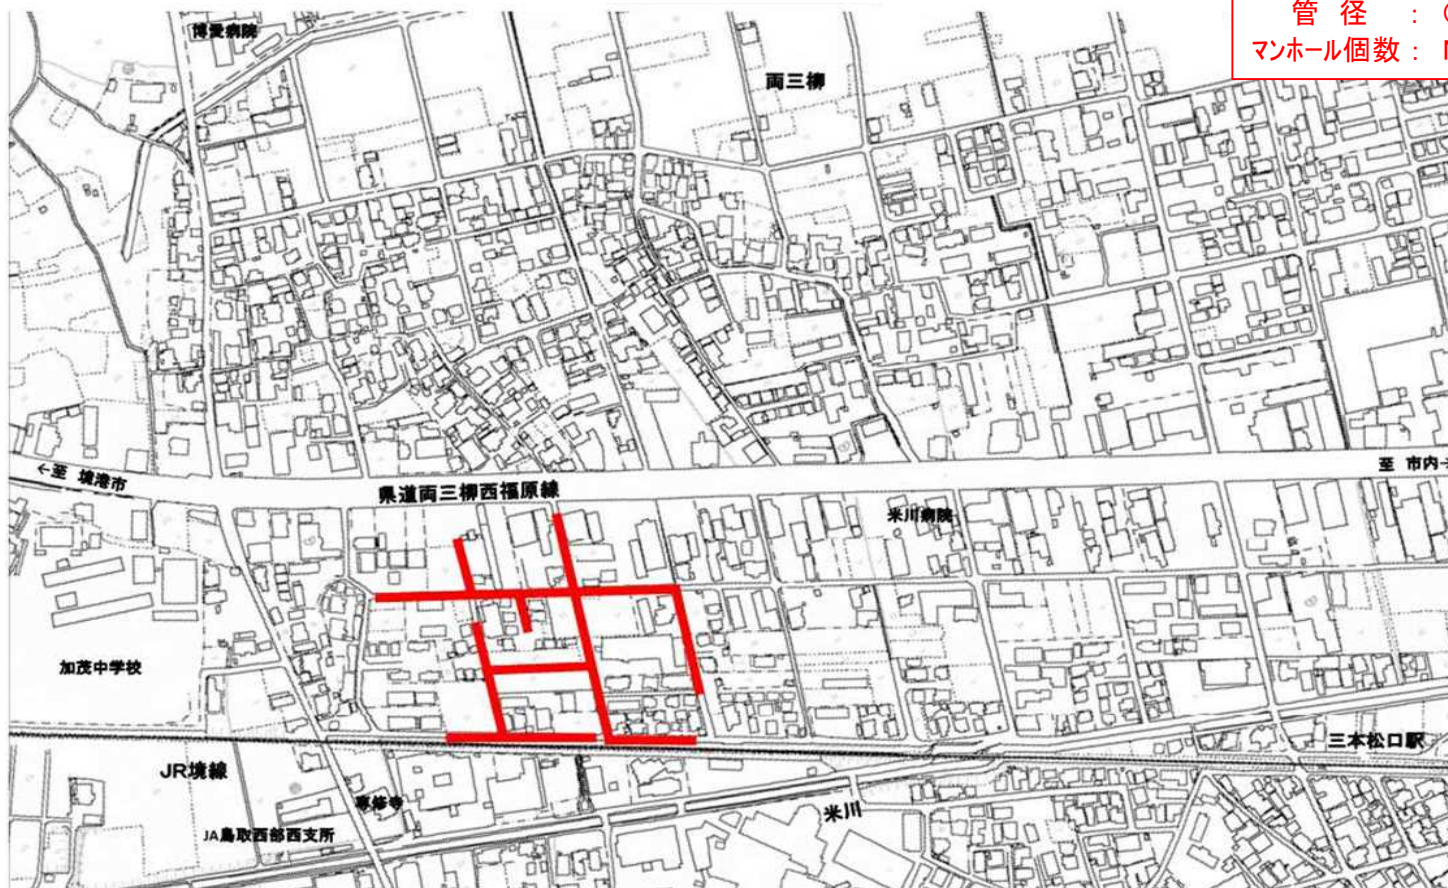 管 径 :
マンホール個数 :
博愛病院
両三柳
←至 境港市
至 市内→
県道両三柳西福原線
米川病院
加茂中学校
三本松口駅
JR境線
専修寺
米川
JA鳥取西部西支所